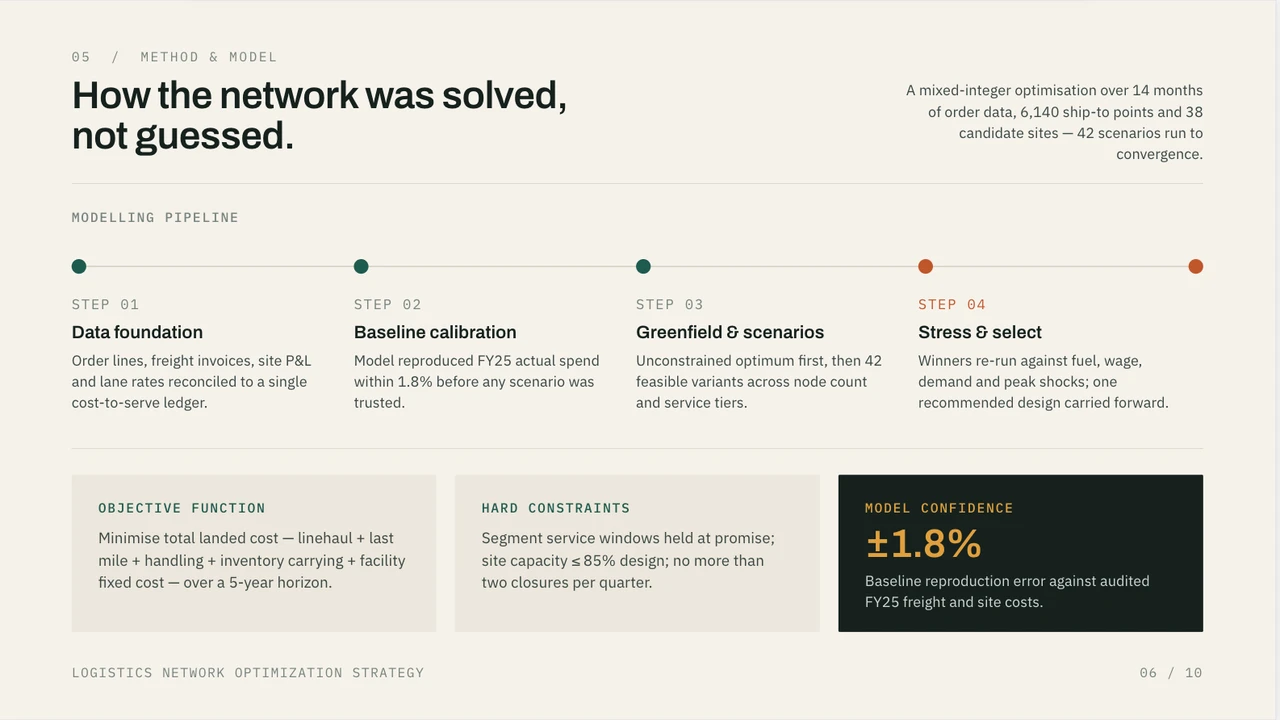 05 / METHOD & MODEL
How the network was solved,
not guessed.
A mixed-integer optimisation over 14 months
of order data, 6,140 ship-to points and 38
candidate sites — 42 scenarios run to
convergence.
MODELLING PIPELINE
STEP 01
Data foundation
Order lines, freight invoices, site P&L
and lane rates reconciled to a single
cost-to-serve ledger.
STEP 02
Baseline calibration
Model reproduced FY25 actual spend
within 1.8% before any scenario was
trusted.
STEP 03
Greenfield & scenarios
Unconstrained optimum first, then 42
feasible variants across node count
and service tiers.
STEP 04
Stress & select
Winners re-run against fuel, wage,
demand and peak shocks; one
recommended design carried forward.
OBJECTIVE FUNCTION
Minimise total landed cost — linehaul + last
mile + handling + inventory carrying + facility
fixed cost — over a 5-year horizon.
HARD CONSTRAINTS
Segment service windows held at promise;
site capacity ≤ 85% design; no more than
two closures per quarter.
MODEL CONFIDENCE
±1.8%
Baseline reproduction error against audited
FY25 freight and site costs.
LOGISTICS NETWORK OPTIMIZATION STRATEGY
06 / 10